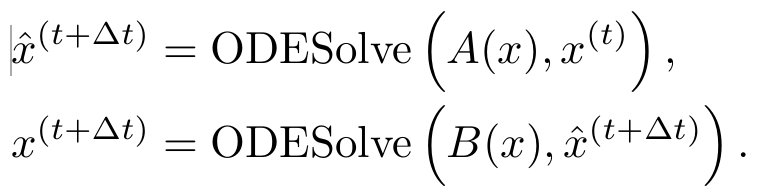 x̂^(t+Δt) = ODESolve (A(x), x^(t)),
x^(t+Δt) = ODESolve (B(x), x̂^(t+Δt)).